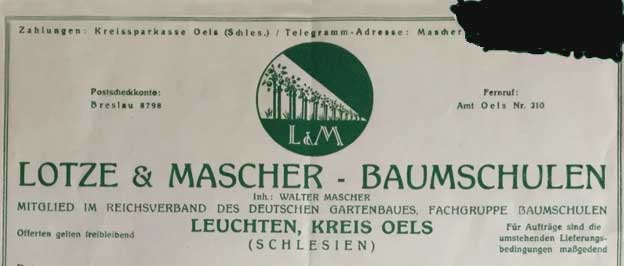 Zahlungen: Kreissparkasse Oels (Schles.) / Telegramm-Adresse: Mascher
Postscheckkonto:
Breslau 8798
Fernruf:
Amt Oels Nr. 210
L&M
LOTZE & MASCHER - BAUMSCHULEN
Inh.: WALTER MASCHER
MITGLIED IM REICHSVERBAND DES DEUTSCHEN GARTENBAUES, FACHGRUPPE BAUMSCHULEN
LEUCHTEN, KREIS OELS
(SCHLESIEN)
Offerten gelten freibleibend
Für Aufträge sind die
umstehenden Lieferungs-
bedingungen maßgedend